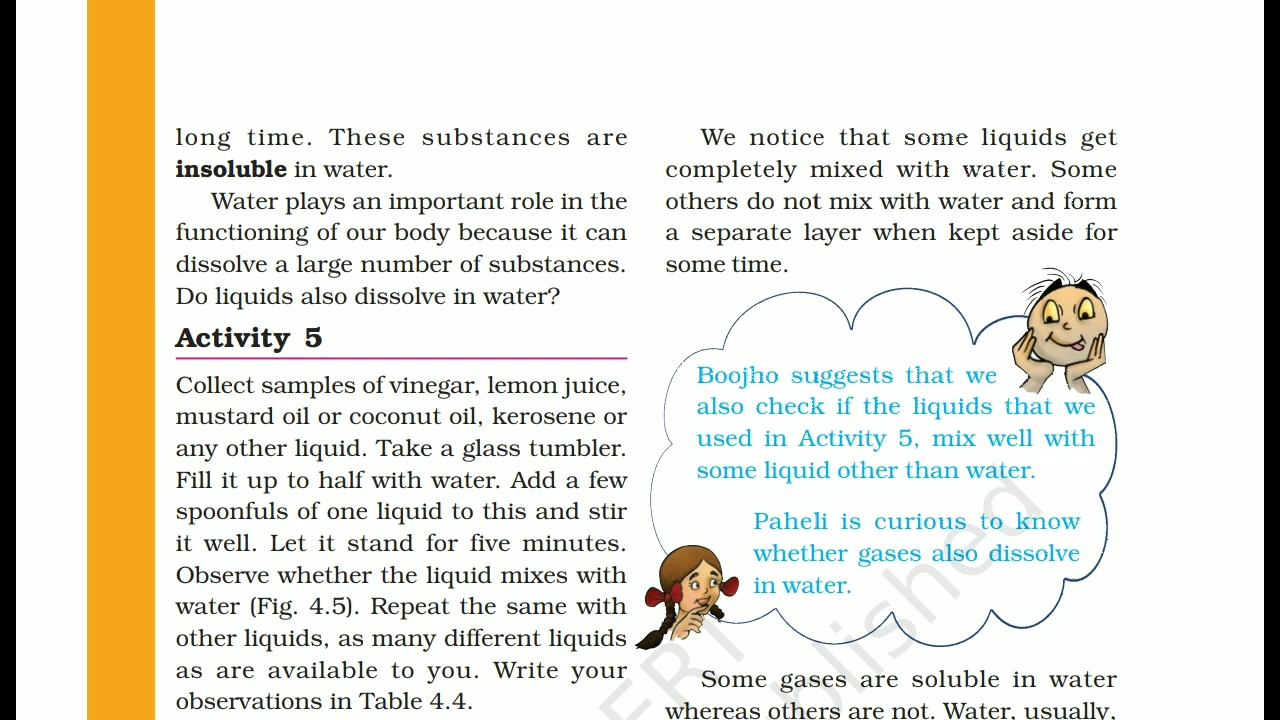 long time. These substances are
insoluble in water.
Water plays an important role in the
functioning of our body because it can
dissolve a large number of substances.
Do liquids also dissolve in water?
Activity 5
Collect samples of vinegar, lemon juice,
mustard oil or coconut oil, kerosene or
any other liquid. Take a glass tumbler.
Fill it up to half with water. Add a few
spoonfuls of one liquid to this and stir
it well. Let it stand for five minutes.
Observe whether the liquid mixes with
water (Fig. 4.5). Repeat the same with
other liquids, as many different liquids
as are available to you. Write your
observations in Table 4.4.
We notice that some liquids get
completely mixed with water. Some
others do not mix with water and form
a separate layer when kept aside for
some time.
Boojho suggests that we
also check if the liquids that we
used in Activity 5, mix well with
some liquid other than water.
Paheli is curious to know
whether gases also dissolve
in water.
Some gases are soluble in water
whereas others are not. Water, usually,